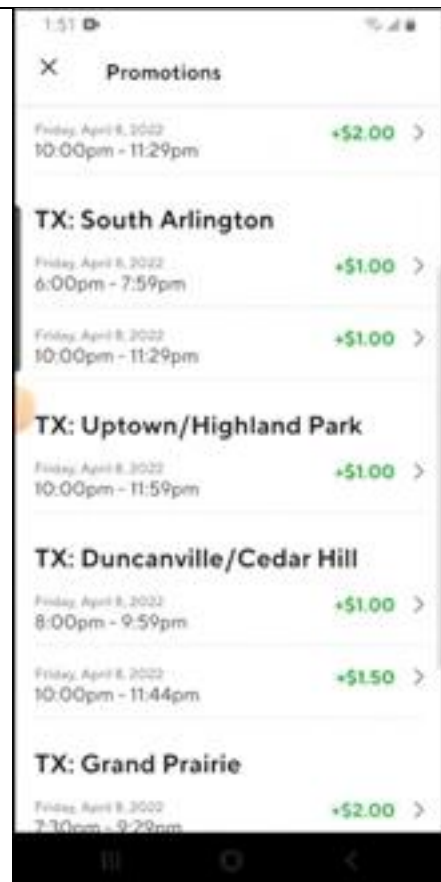 1:51
Promotions
Friday, April 8, 2022
+$2.00
10:00pm - 11:29pm
TX: South Arlington
Friday, April 8, 2022
+$1.00
6:00pm - 7:59pm
Friday, April 8, 2022
+$1.00
10:00pm - 11:29pm
TX: Uptown/Highland Park
Friday, April 8, 2022
+$1.00
10:00pm - 11:59pm
TX: Duncanville/Cedar Hill
Friday, April 8, 2022
+$1.00
8:00pm - 9:59pm
Friday, April 8, 2022
+$1.50
10:00pm - 11:44pm
TX: Grand Prairie
Friday, April 8, 2022
+$2.00
7:30pm - 9:29pm